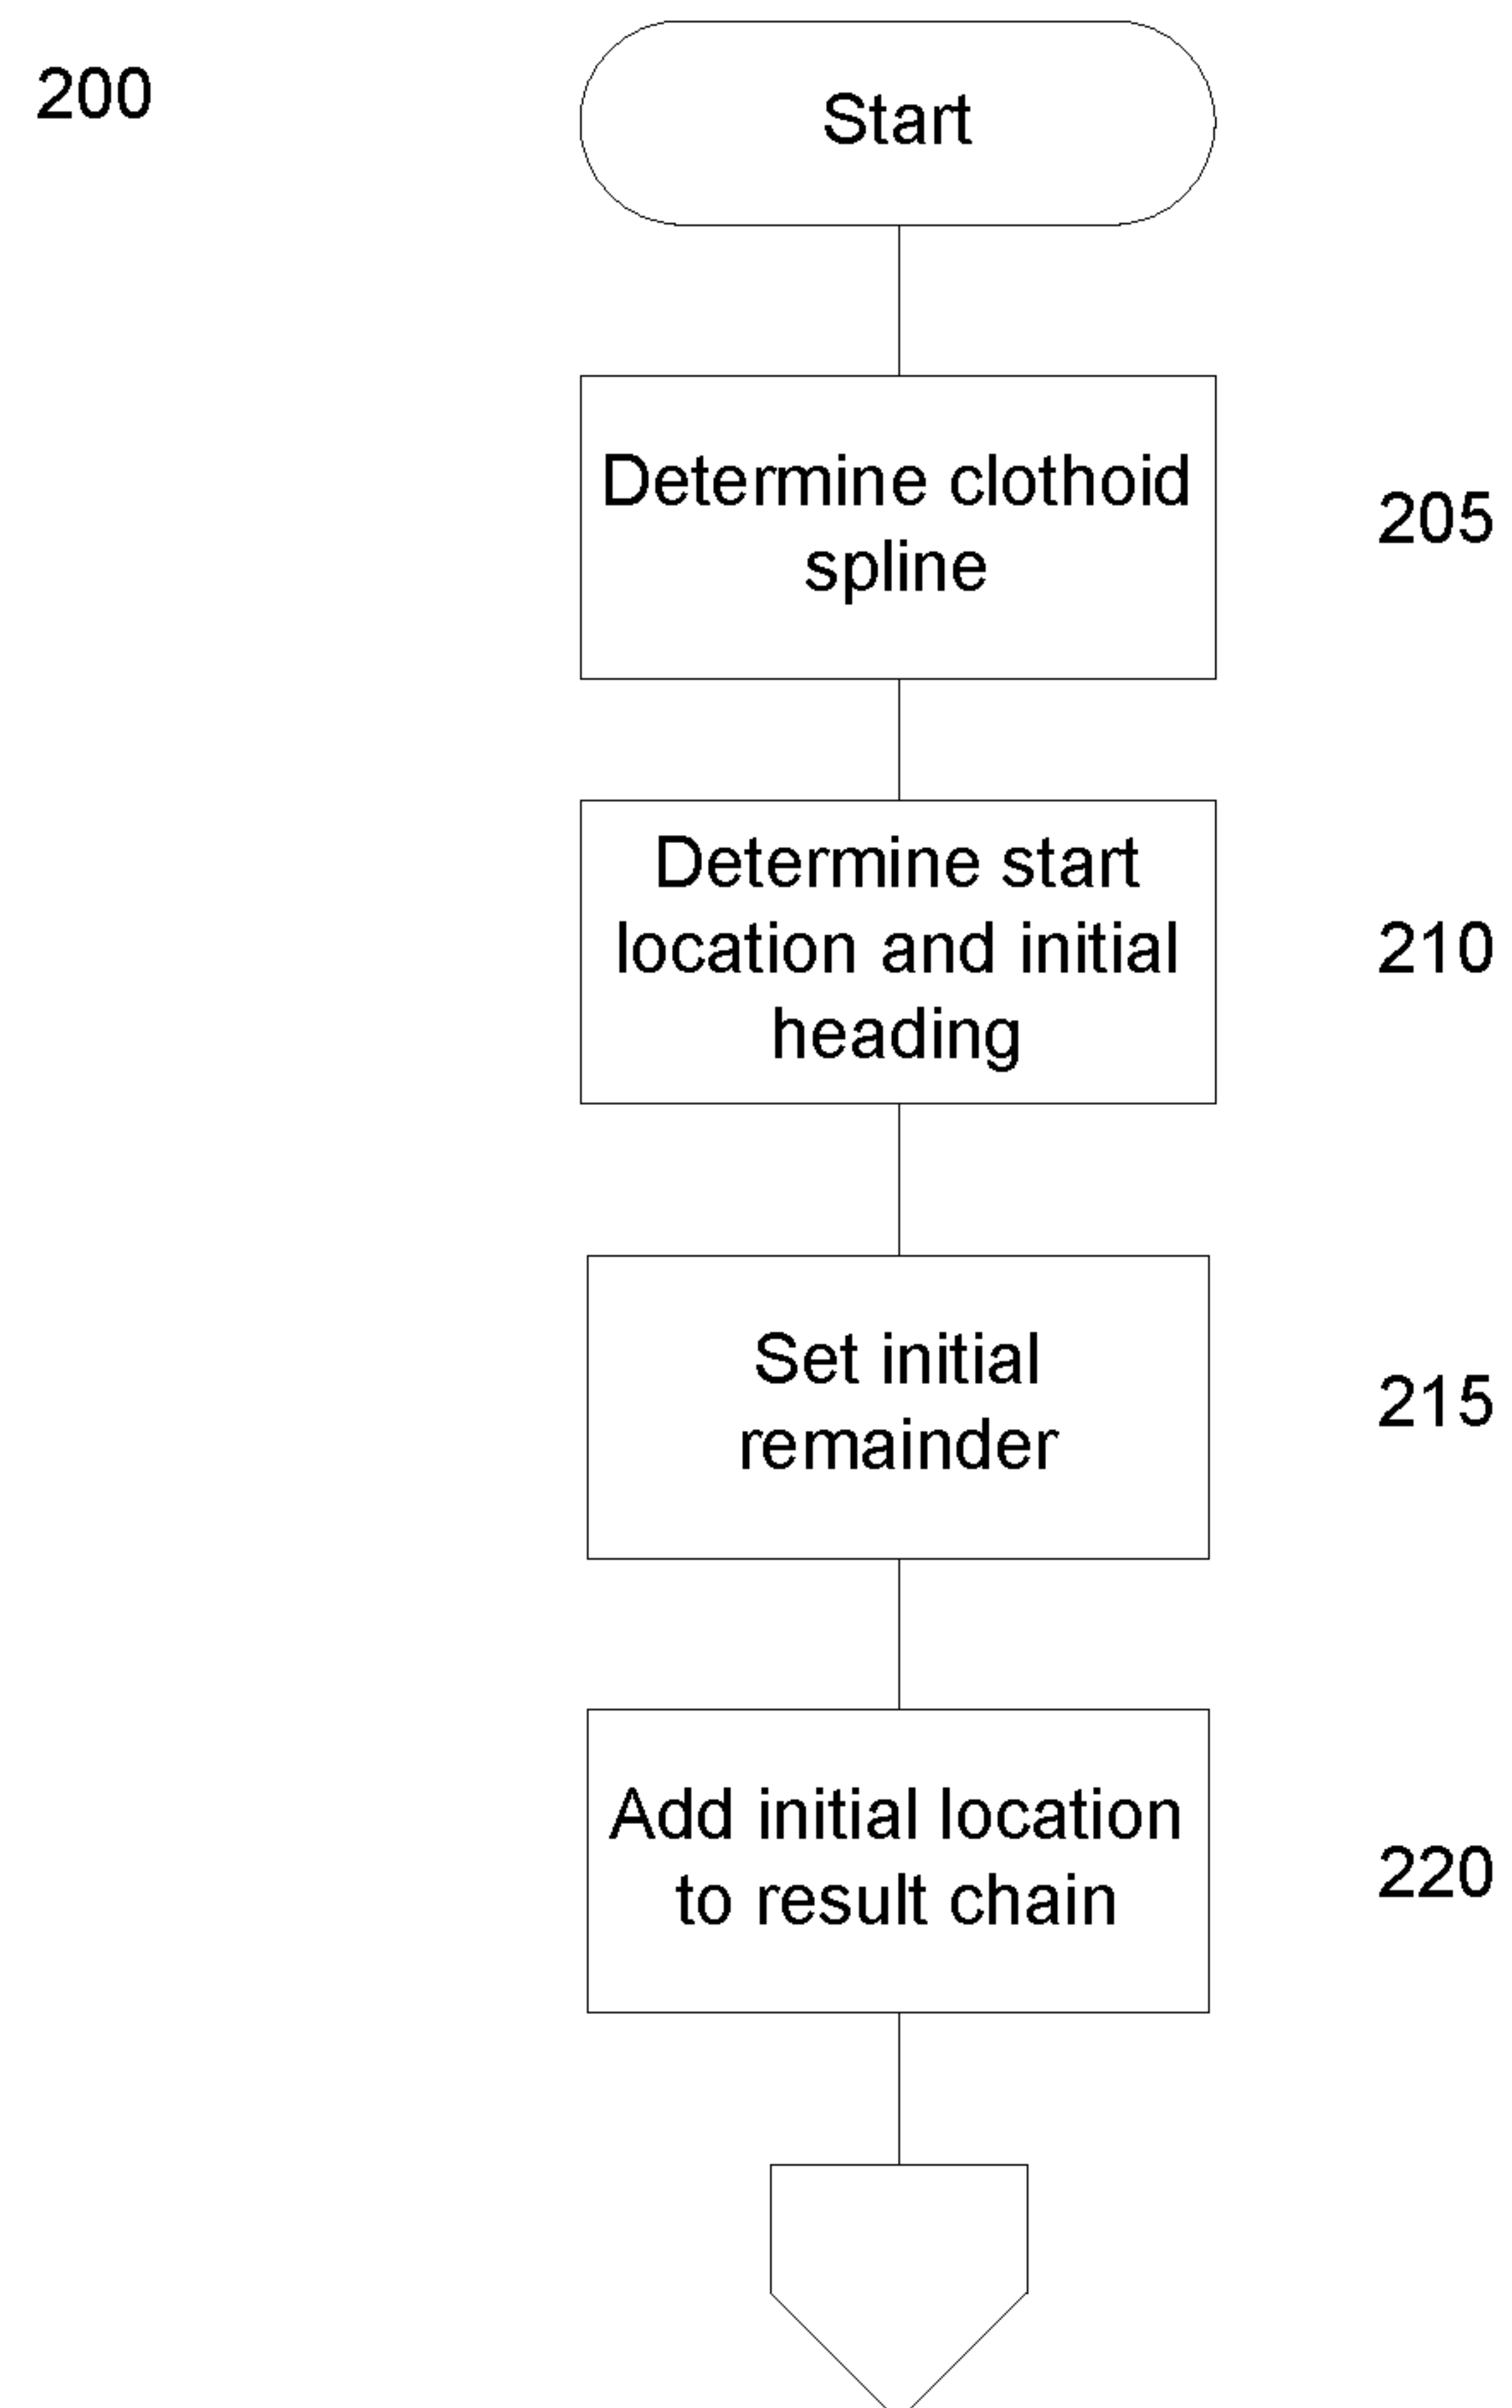 200
Start
Determine clothoid
spline
205
Determine start
location and initial
heading
210
Set initial
remainder
215
Add initial location
to result chain
220